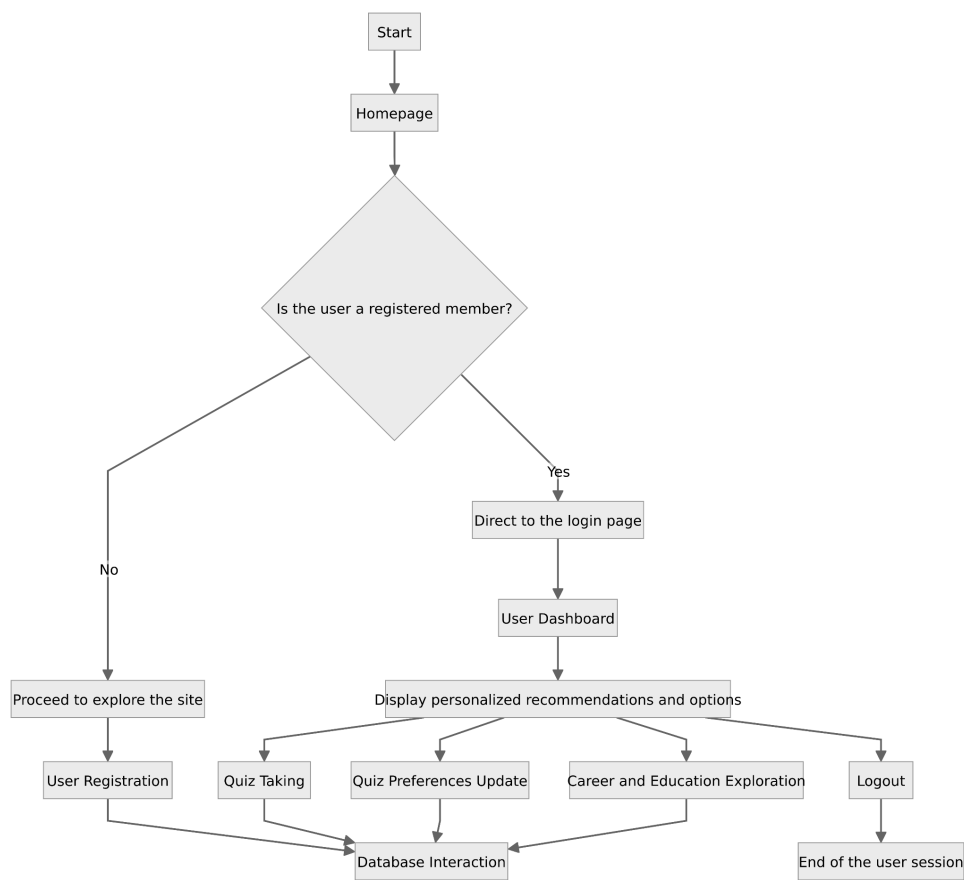 Start
Homepage
Is the user a registered member?
Yes
Direct to the login page
No
User Dashboard
Proceed to explore the site
Display personalized recommendations and options
User Registration
Quiz Taking
Quiz Preferences Update
Career and Education Exploration
Logout
Database Interaction
End of the user session